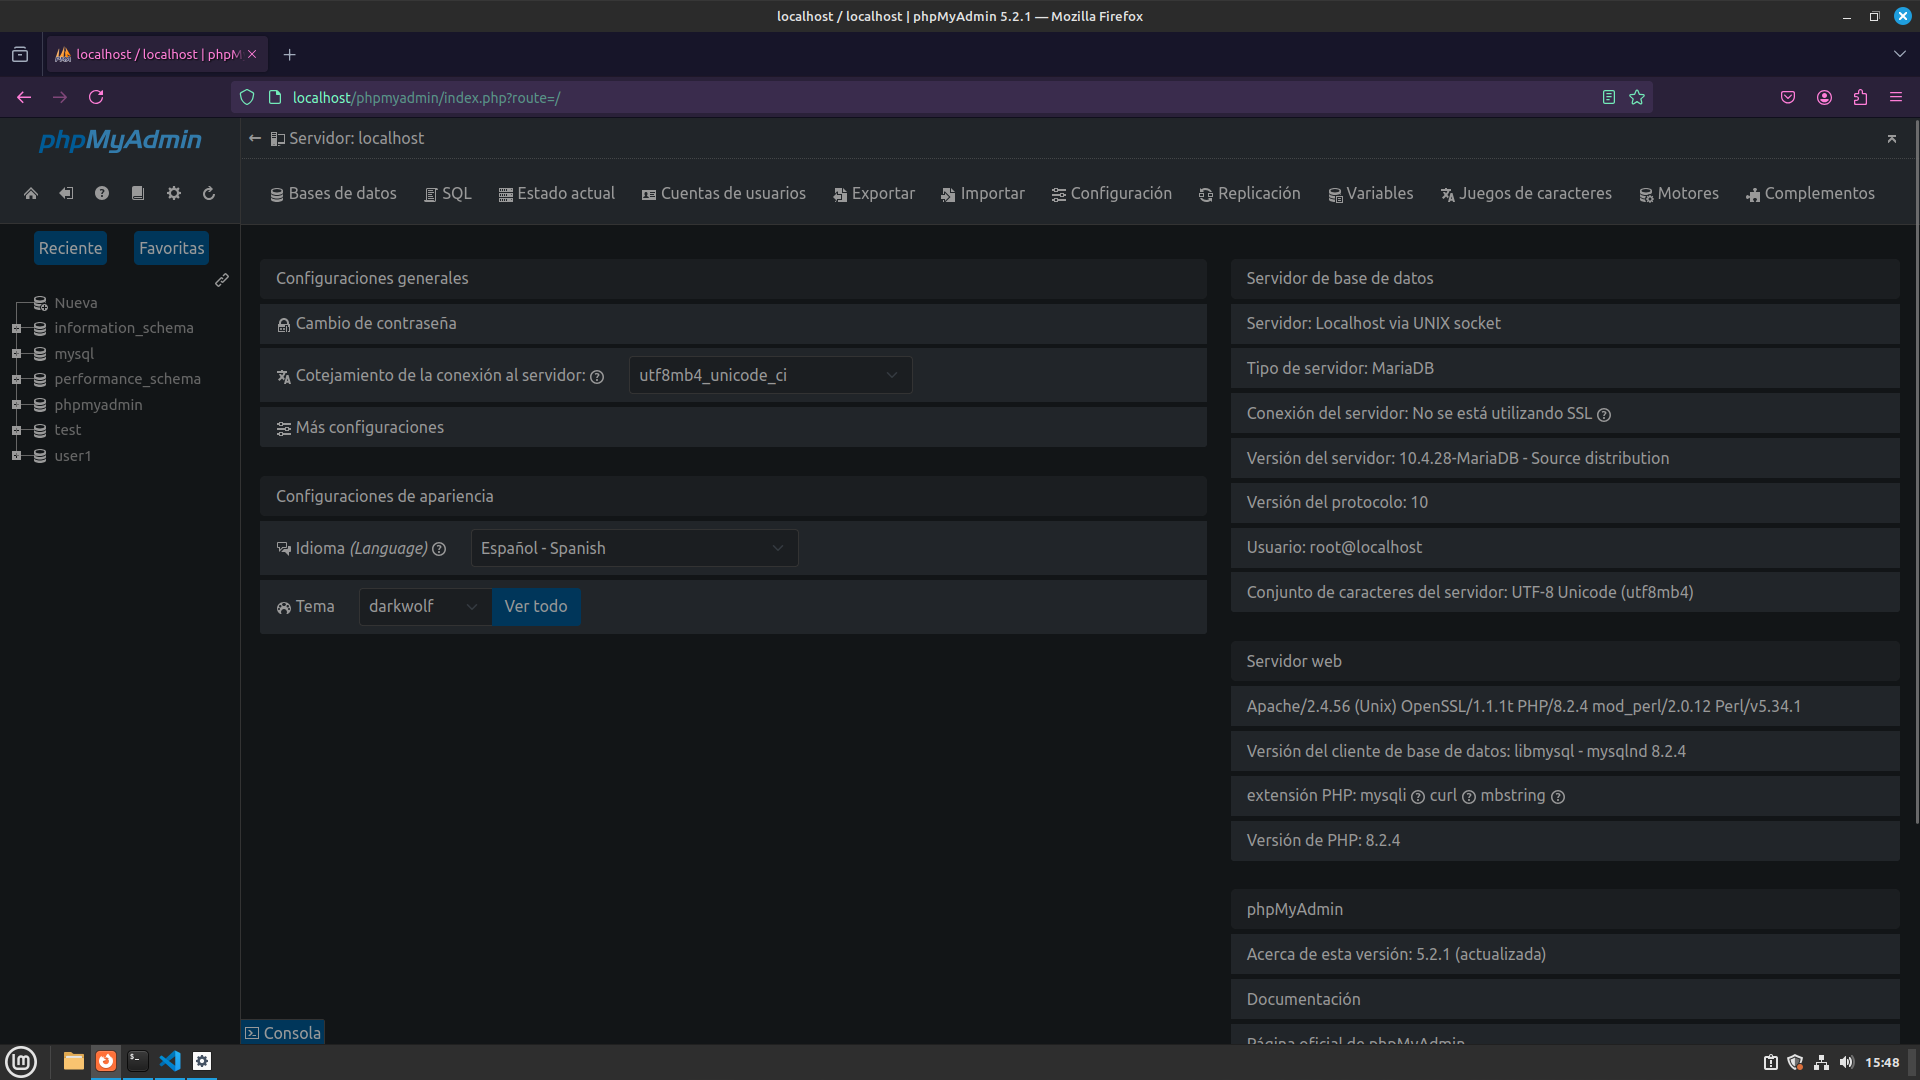 localhost / localhost | phpMyAdmin 5.2.1 — Mozilla Firefox
localhost / localhost | phpM
localhost/phpmyadmin/index.php?route=/
phpMyAdmin
Servidor: localhost
Bases de datos SQL Estado actual Cuentas de usuarios Exportar Importar Configuración Replicación Variables Juegos de caracteres Motores Complementos
Reciente Favoritas
Nueva
information_schema
mysql
performance_schema
phpmyadmin
test
user1
Configuraciones generales
Cambio de contraseña
Cotejamiento de la conexión al servidor: utf8mb4_unicode_ci
Más configuraciones
Configuraciones de apariencia
Idioma (Language) Español - Spanish
Tema darkwolf Ver todo
Servidor de base de datos
Servidor: Localhost via UNIX socket
Tipo de servidor: MariaDB
Conexión del servidor: No se está utilizando SSL
Versión del servidor: 10.4.28-MariaDB - Source distribution
Versión del protocolo: 10
Usuario: root@localhost
Conjunto de caracteres del servidor: UTF-8 Unicode (utf8mb4)
Servidor web
Apache/2.4.56 (Unix) OpenSSL/1.1.1t PHP/8.2.4 mod_perl/2.0.12 Perl/v5.34.1
Versión del cliente de base de datos: libmysql - mysqlnd 8.2.4
extensión PHP: mysqli curl mbstring
Versión de PHP: 8.2.4
phpMyAdmin
Acerca de esta versión: 5.2.1 (actualizada)
Documentación
Página oficial de phpMyAdmin
Consola
15:48